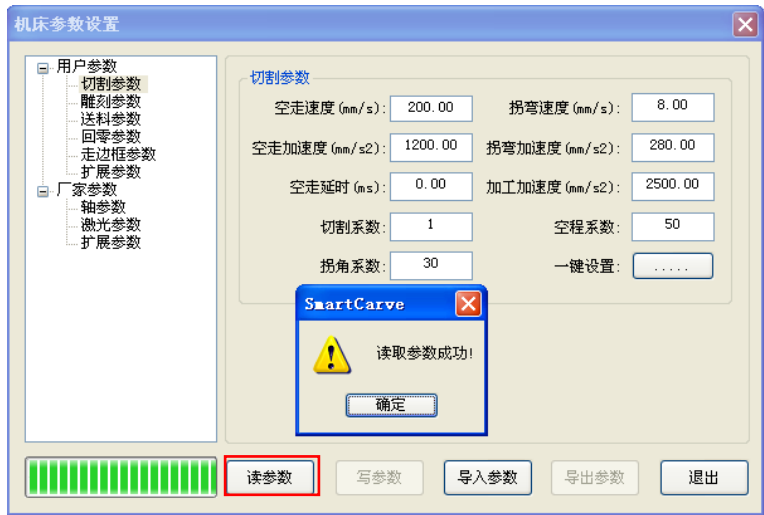 机床参数设置
用户参数
切割参数
雕刻参数
送料参数
回零参数
走边框参数
扩展参数
厂家参数
轴参数
激光参数
扩展参数
切割参数
空走速度(mm/s): 200.00 拐弯速度(mm/s): 8.00
空走加速度(mm/s2): 1200.00 拐弯加速度(mm/s2): 280.00
空走延时(ms): 0.00 加工加速度(mm/s2): 2500.00
切割系数: 1 空程系数: 50
拐角系数: 30 一键设置: .....
SmartCarve
读取参数成功!
确定
读参数 写参数 导入参数 导出参数 退出